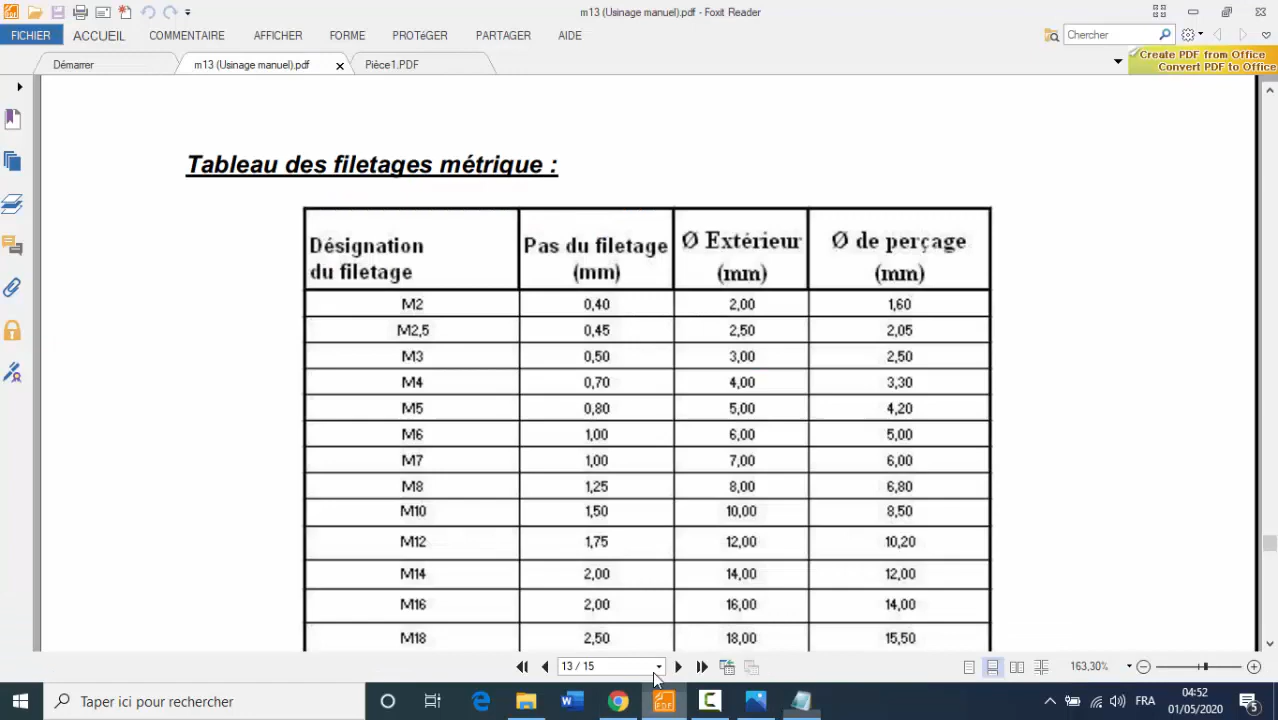 m13 (Usinage manuel).pdf - Foxit Reader
FICHIER ACCUEIL COMMENTAIRE AFFICHER FORME PROTéGER PARTAGER AIDE
Chercher
Démarrer m13 (Usinage manuel).pdf Pièce1.PDF
Create PDF from Office
Convert PDF to Office
Tableau des filetages métrique :
Désignation du filetage Pas du filetage (mm) Ø Extérieur (mm) Ø de perçage (mm)
M2 0,40 2,00 1,60
M2,5 0,45 2,50 2,05
M3 0,50 3,00 2,50
M4 0,70 4,00 3,30
M5 0,80 5,00 4,20
M6 1,00 6,00 5,00
M7 1,00 7,00 6,00
M8 1,25 8,00 6,80
M10 1,50 10,00 8,50
M12 1,75 12,00 10,20
M14 2,00 14,00 12,00
M16 2,00 16,00 14,00
M18 2,50 18,00 15,50
13 / 15 163,30%
Taper ici pour rechercher
PDF
FRA
04:52
01/05/2020
5